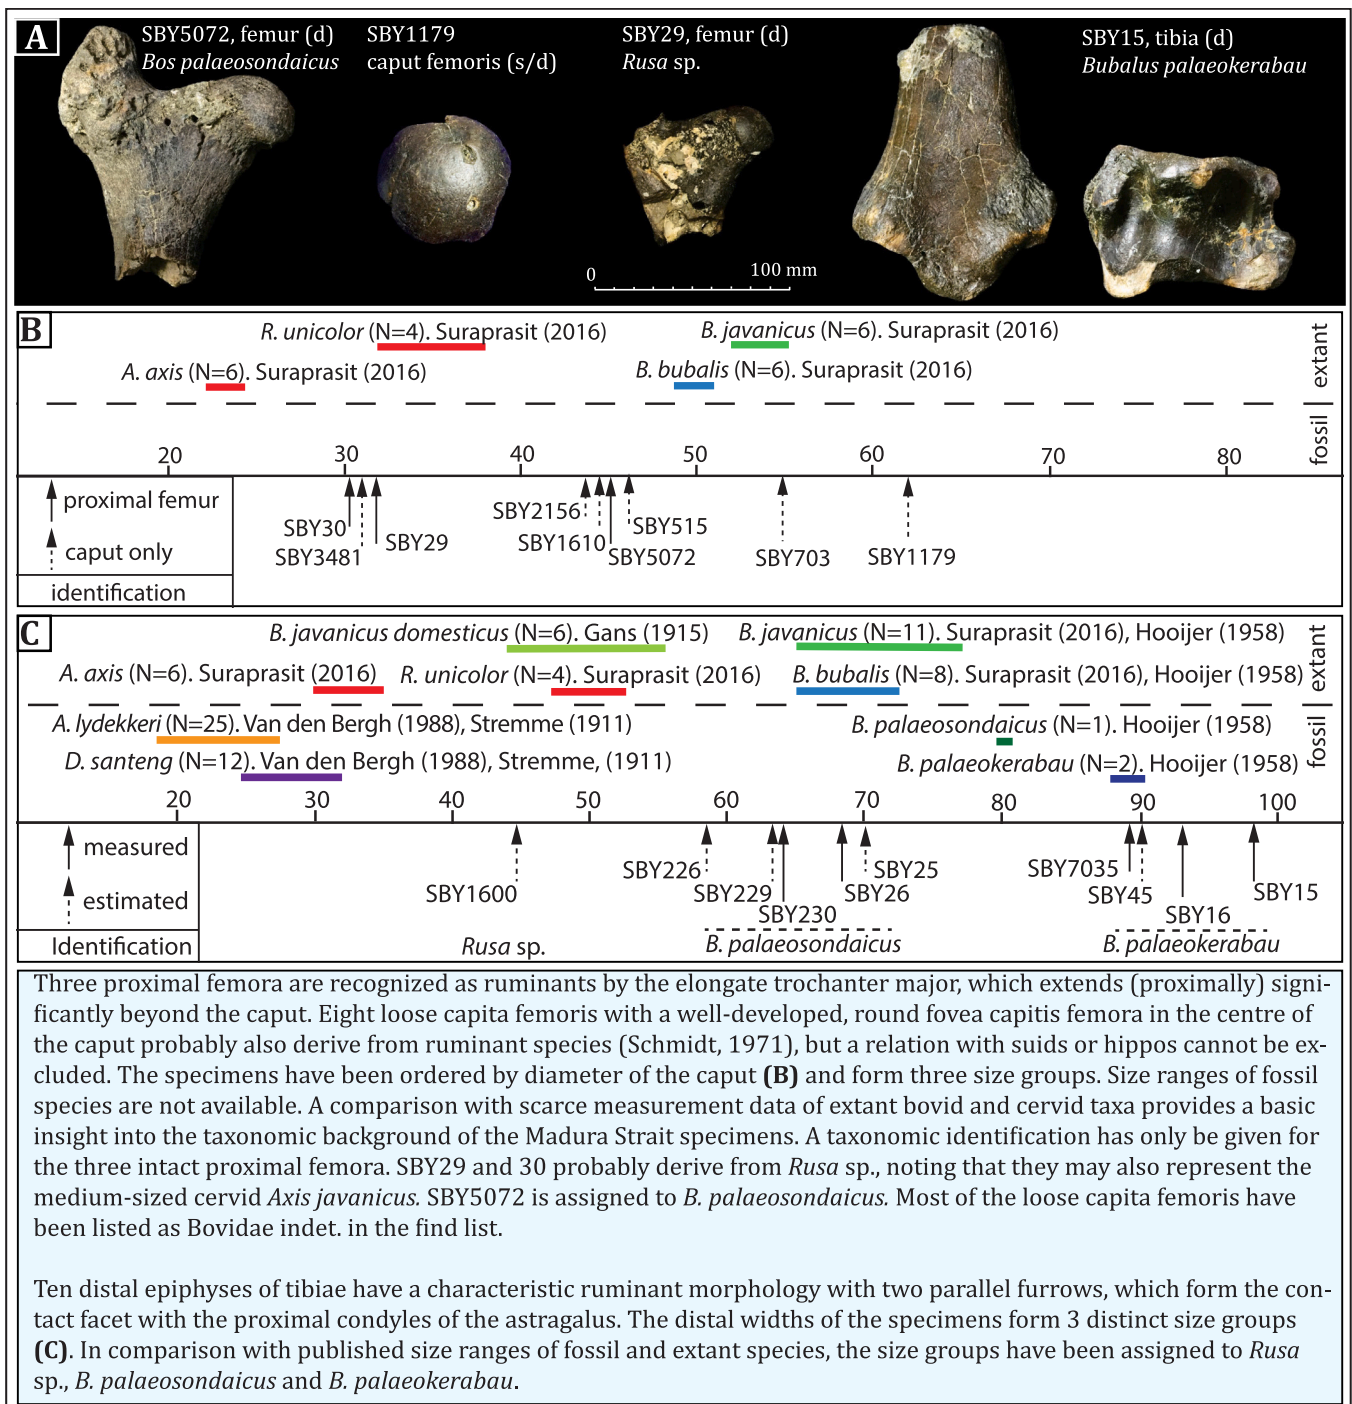 A
SBY5072, femur (d)
Bos palaeosondaicus
SBY1179
caput femoris (s/d)
SBY29, femur (d)
Rusa sp.
SBY15, tibia (d)
Bubalus palaeokerabau
0
100 mm
B
R. unicolor (N=4). Suraprasit (2016)
B. javanicus (N=6). Suraprasit (2016)
A. axis (N=6). Suraprasit (2016)
B. bubalis (N=6). Suraprasit (2016)
extant
fossil
20 30 40 50 60 70 80
proximal femur
caput only
identification
SBY30
SBY3481
SBY29
SBY2156
SBY1610
SBY5072
SBY515
SBY703
SBY1179
C
B. javanicus domesticus (N=6). Gans (1915)
B. javanicus (N=11). Suraprasit (2016), Hooijer (1958)
A. axis (N=6). Suraprasit (2016)
R. unicolor (N=4). Suraprasit (2016)
B. bubalis (N=8). Suraprasit (2016), Hooijer (1958)
extant
A. lydekkeri (N=25). Van den Bergh (1988), Stremme (1911)
B. palaeosondaicus (N=1). Hooijer (1958)
D. santeng (N=12). Van den Bergh (1988), Stremme, (1911)
B. palaeokerabau (N=2). Hooijer (1958)
fossil
20 30 40 50 60 70 80 90 100
measured
estimated
Identification
SBY1600
SBY226
SBY229
SBY230
SBY26
SBY25
SBY7035
SBY45
SBY16
SBY15
Rusa sp.
B. palaeosondaicus
B. palaeokerabau
Three proximal femora are recognized as ruminants by the elongate trochanter major, which extends (proximally) signi-
ficantly beyond the caput. Eight loose capita femoris with a well-developed, round fovea capitis femora in the centre of
the caput probably also derive from ruminant species (Schmidt, 1971), but a relation with suids or hippos cannot be ex-
cluded. The specimens have been ordered by diameter of the caput (B) and form three size groups. Size ranges of fossil
species are not available. A comparison with scarce measurement data of extant bovid and cervid taxa provides a basic
insight into the taxonomic background of the Madura Strait specimens. A taxonomic identification has only be given for
the three intact proximal femora. SBY29 and 30 probably derive from Rusa sp., noting that they may also represent the
medium-sized cervid Axis javanicus. SBY5072 is assigned to B. palaeosondaicus. Most of the loose capita femoris have
been listed as Bovidae indet. in the find list.
Ten distal epiphyses of tibiae have a characteristic ruminant morphology with two parallel furrows, which form the con-
tact facet with the proximal condyles of the astragalus. The distal widths of the specimens form 3 distinct size groups
(C). In comparison with published size ranges of fossil and extant species, the size groups have been assigned to Rusa
sp., B. palaeosondaicus and B. palaeokerabau.